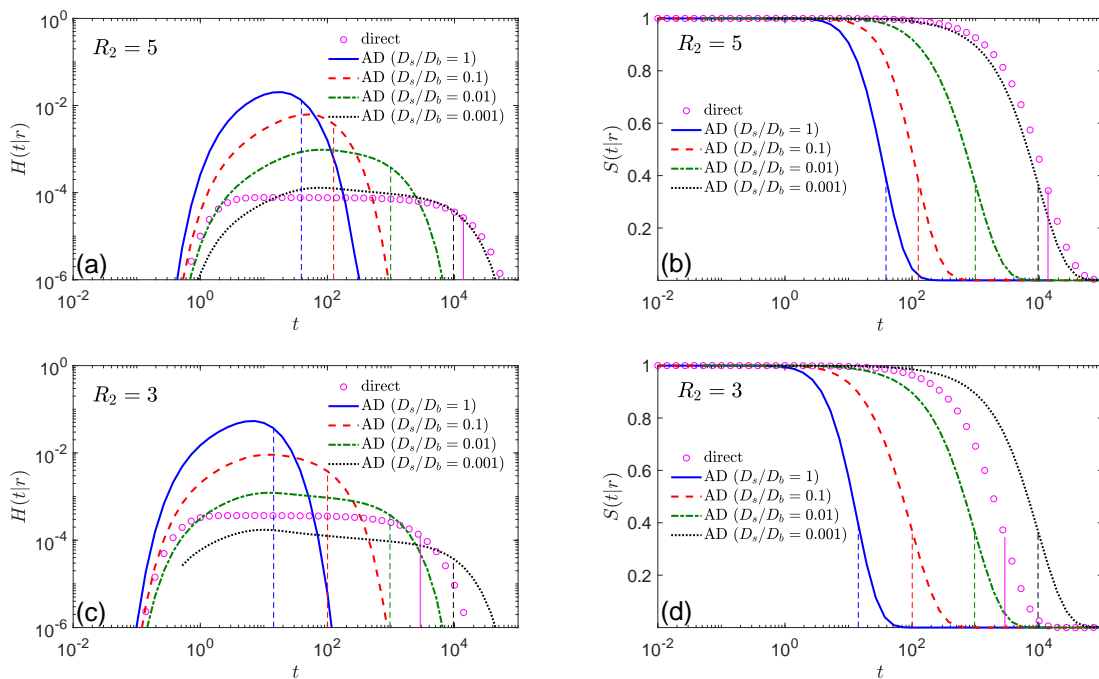 10^0
10^-2
10^-4
10^-6
H(t|r)
R_2 = 5
direct
AD (D_s/D_b = 1)
AD (D_s/D_b = 0.1)
AD (D_s/D_b = 0.01)
AD (D_s/D_b = 0.001)
(a)
10^-2 10^0 10^2 10^4
t
1
0.8
0.6
0.4
0.2
S(t|r)
R_2 = 5
direct
AD (D_s/D_b = 1)
AD (D_s/D_b = 0.1)
AD (D_s/D_b = 0.01)
AD (D_s/D_b = 0.001)
(b)
10^-2 10^0 10^2 10^4
t
10^0
10^-2
10^-4
10^-6
H(t|r)
R_2 = 3
direct
AD (D_s/D_b = 1)
AD (D_s/D_b = 0.1)
AD (D_s/D_b = 0.01)
AD (D_s/D_b = 0.001)
(c)
10^-2 10^0 10^2 10^4
t
1
0.8
0.6
0.4
0.2
S(t|r)
R_2 = 3
direct
AD (D_s/D_b = 1)
AD (D_s/D_b = 0.1)
AD (D_s/D_b = 0.01)
AD (D_s/D_b = 0.001)
(d)
10^-2 10^0 10^2 10^4
t